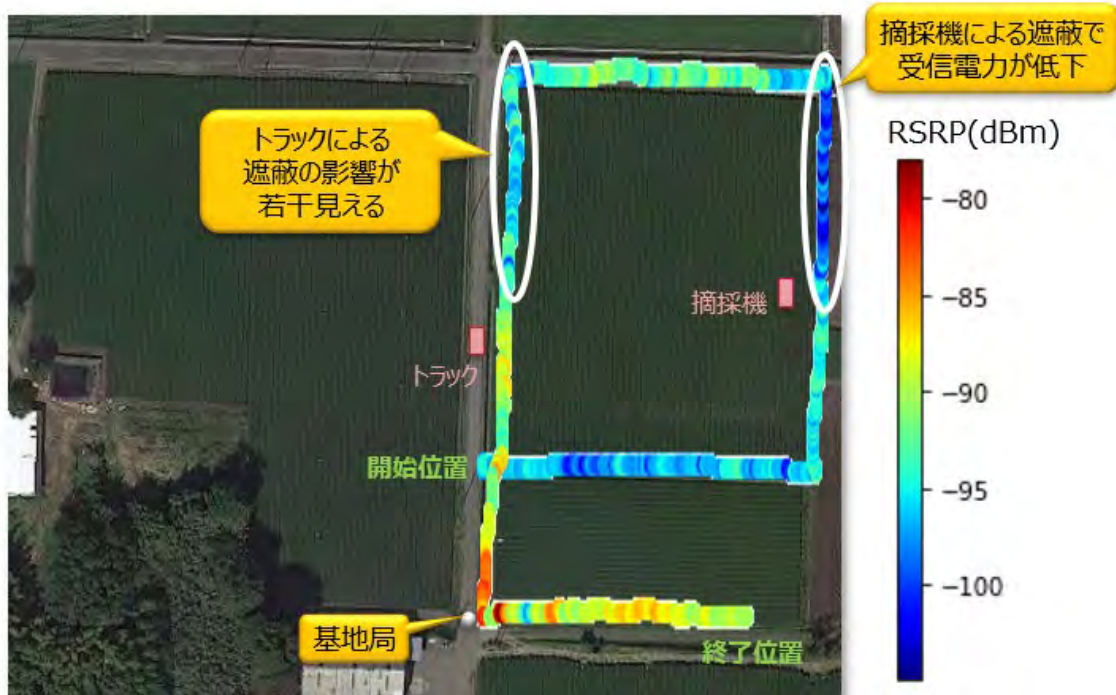 摘採機による遮蔽で
受信電力が低下
RSRP(dBm)
トラックによる
遮蔽の影響が
若干見える
−80
−85
−90
−95
−100
摘採機
トラック
開始位置
基地局
終了位置